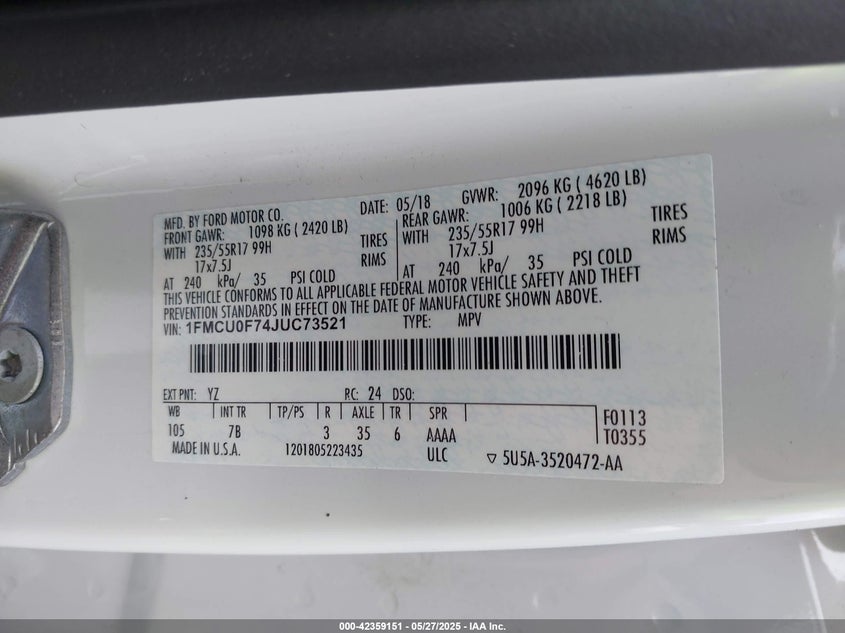 MFD. BY FORD MOTOR CO.
DATE: 05/18 GVWR: 2096 KG ( 4620 LB)
FRONT GAWR: 1098 KG ( 2420 LB)
WITH 235/55R17 99H TIRES
17x7.5J RIMS
AT 240 kPa/ 35 PSI COLD
REAR GAWR: 1006 KG ( 2218 LB)
WITH 235/55R17 99H TIRES
17x7.5J RIMS
AT 240 kPa/ 35 PSI COLD
THIS VEHICLE CONFORMS TO ALL APPLICABLE FEDERAL MOTOR VEHICLE SAFETY AND THEFT
PREVENTION STANDARDS IN EFFECT ON THE DATE OF MANUFACTURE SHOWN ABOVE.
VIN: 1FMCU0F74JUC73521 TYPE: MPV
EXT PNT: YZ RC: 24 DSO:
WB INT TR TP/PS R AXLE TR SPR
105 7B 3 35 6 AAAA
F0113
T0355
MADE IN U.S.A. 1201805223435 ULC ▽ 5U5A-3520472-AA
000-42359151 — 05/27/2025 - IAA Inc.